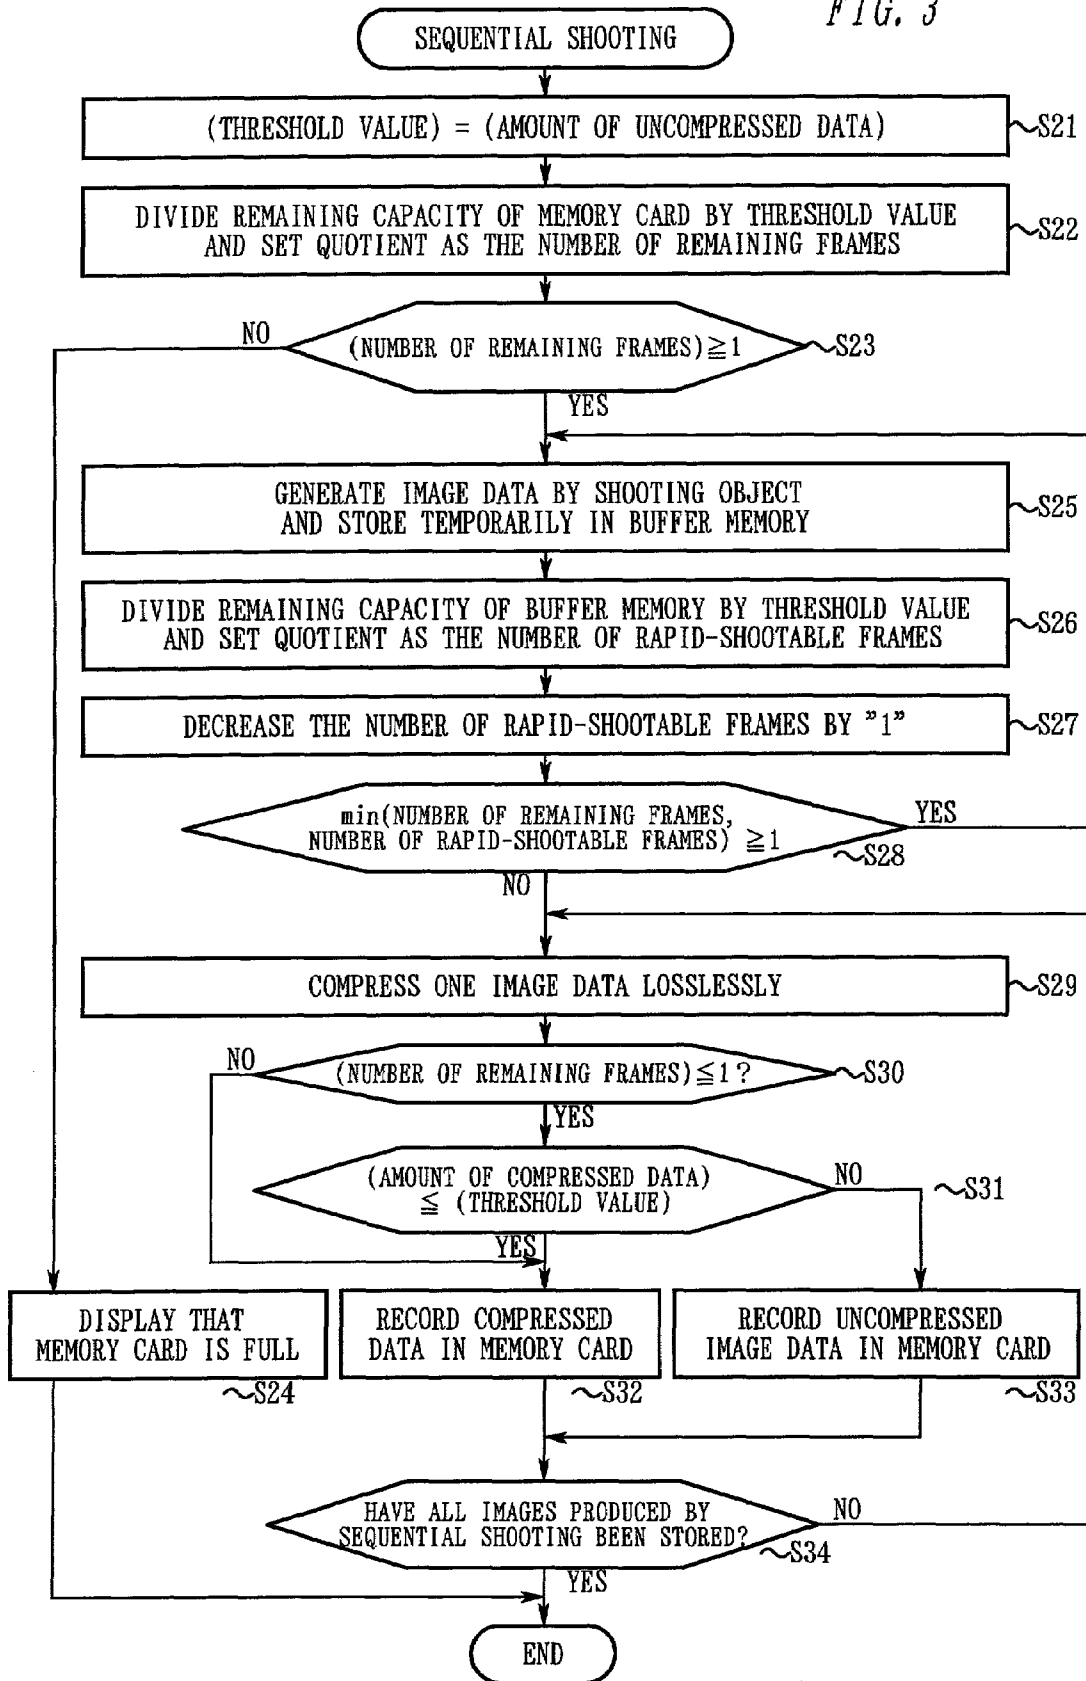 FIG. 3
SEQUENTIAL SHOOTING
(THRESHOLD VALUE) = (AMOUNT OF UNCOMPRESSED DATA)
S21
DIVIDE REMAINING CAPACITY OF MEMORY CARD BY THRESHOLD VALUE
AND SET QUOTIENT AS THE NUMBER OF REMAINING FRAMES
S22
NO
(NUMBER OF REMAINING FRAMES)≧1
S23
YES
GENERATE IMAGE DATA BY SHOOTING OBJECT
AND STORE TEMPORARILY IN BUFFER MEMORY
S25
DIVIDE REMAINING CAPACITY OF BUFFER MEMORY BY THRESHOLD VALUE
AND SET QUOTIENT AS THE NUMBER OF RAPID-SHOOTABLE FRAMES
S26
DECREASE THE NUMBER OF RAPID-SHOOTABLE FRAMES BY "1"
S27
min(NUMBER OF REMAINING FRAMES,
NUMBER OF RAPID-SHOOTABLE FRAMES) ≧1
YES
S28
NO
COMPRESS ONE IMAGE DATA LOSSLESSLY
S29
NO
(NUMBER OF REMAINING FRAMES)≦1?
S30
YES
(AMOUNT OF COMPRESSED DATA)
≦ (THRESHOLD VALUE)
NO
S31
YES
DISPLAY THAT
MEMORY CARD IS FULL
S24
RECORD COMPRESSED
DATA IN MEMORY CARD
S32
RECORD UNCOMPRESSED
IMAGE DATA IN MEMORY CARD
S33
HAVE ALL IMAGES PRODUCED BY
SEQUENTIAL SHOOTING BEEN STORED?
NO
S34
YES
END